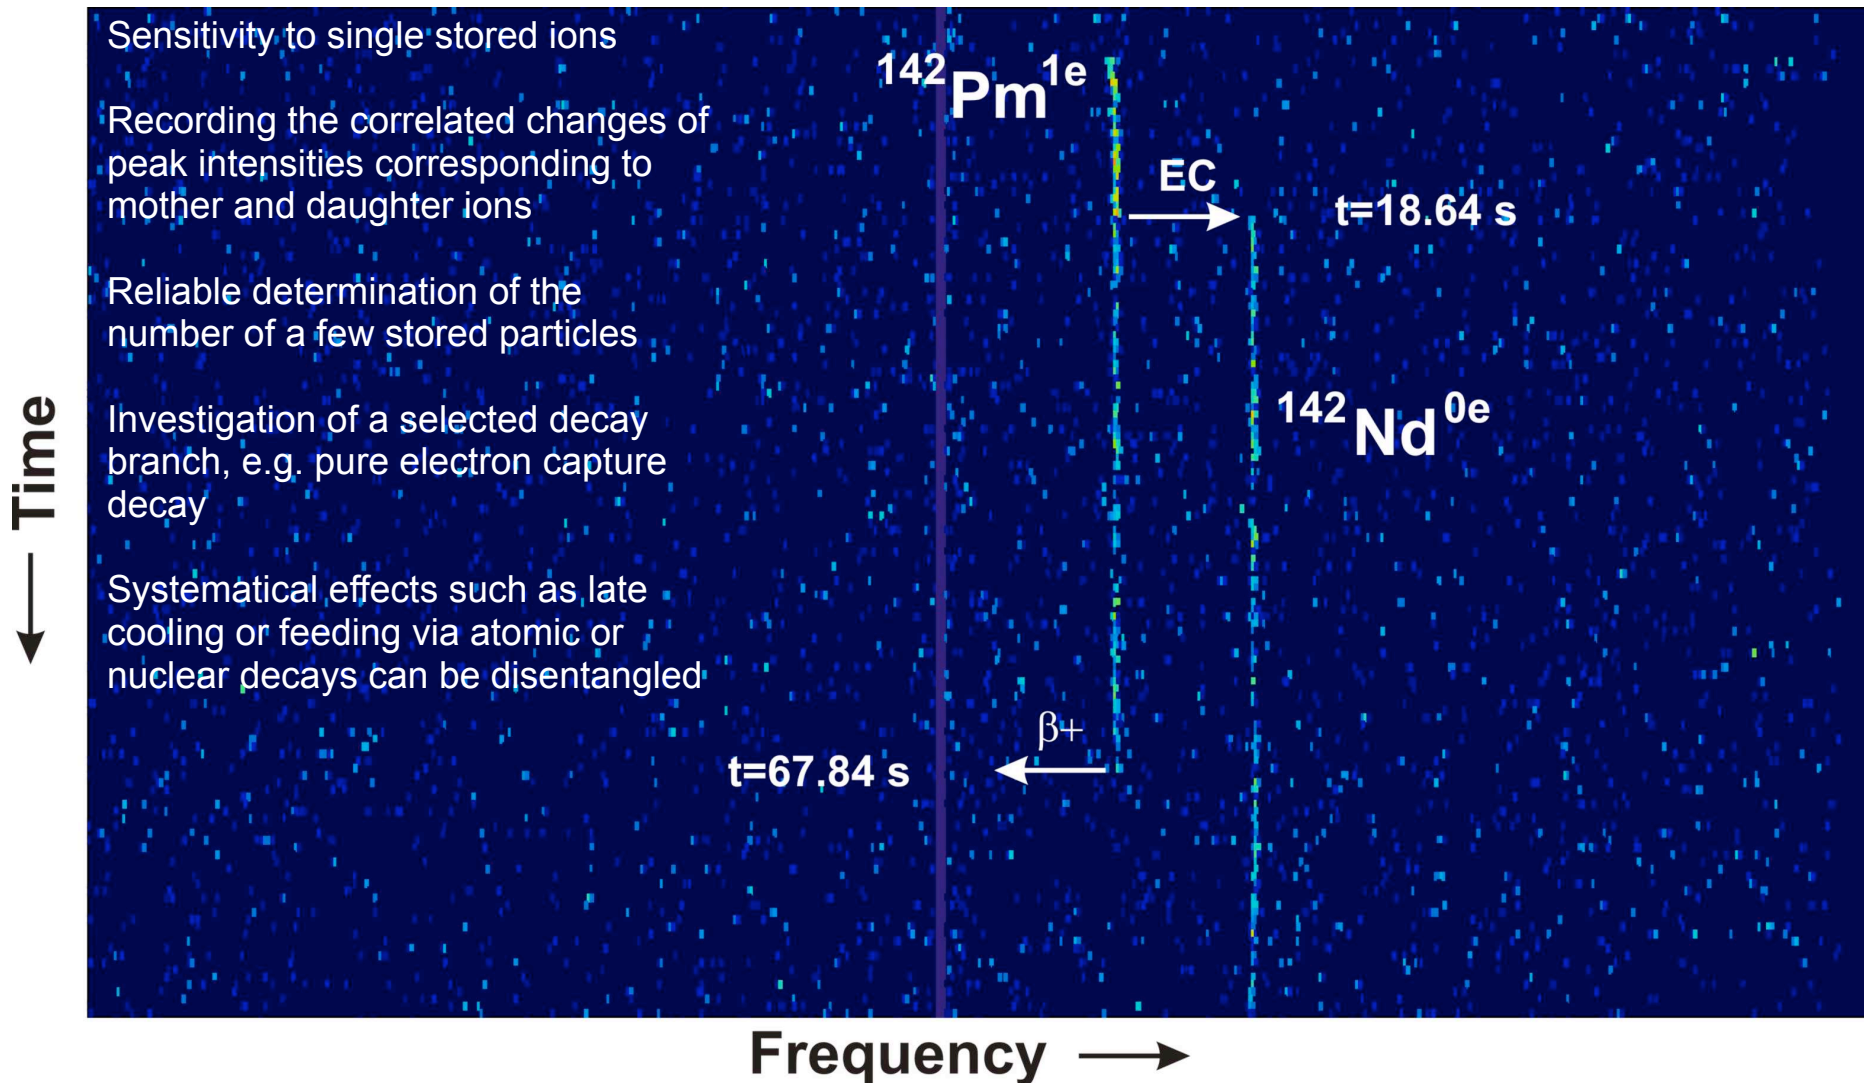 Sensitivity to single stored ions
Recording the correlated changes of
peak intensities corresponding to
mother and daughter ions
Reliable determination of the
number of a few stored particles
Investigation of a selected decay
branch, e.g. pure electron capture
decay
Systematical effects such as late
cooling or feeding via atomic or
nuclear decays can be disentangled
¹⁴²Pm¹ᵉ
EC
t=18.64 s
¹⁴²Nd⁰ᵉ
β+
t=67.84 s
Time
Frequency